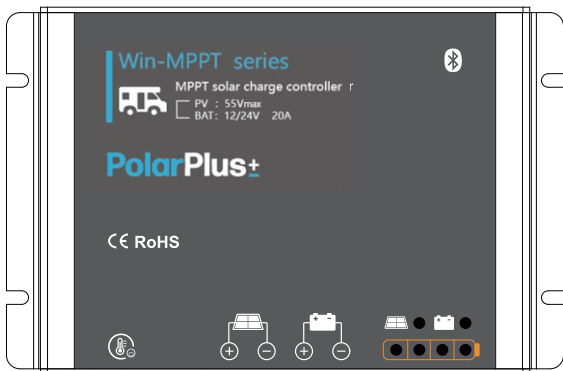 Win-MPPT series
MPPT solar charge controller r
PV : 55Vmax
BAT: 12/24V 20A
PolarPlus±
CE RoHS